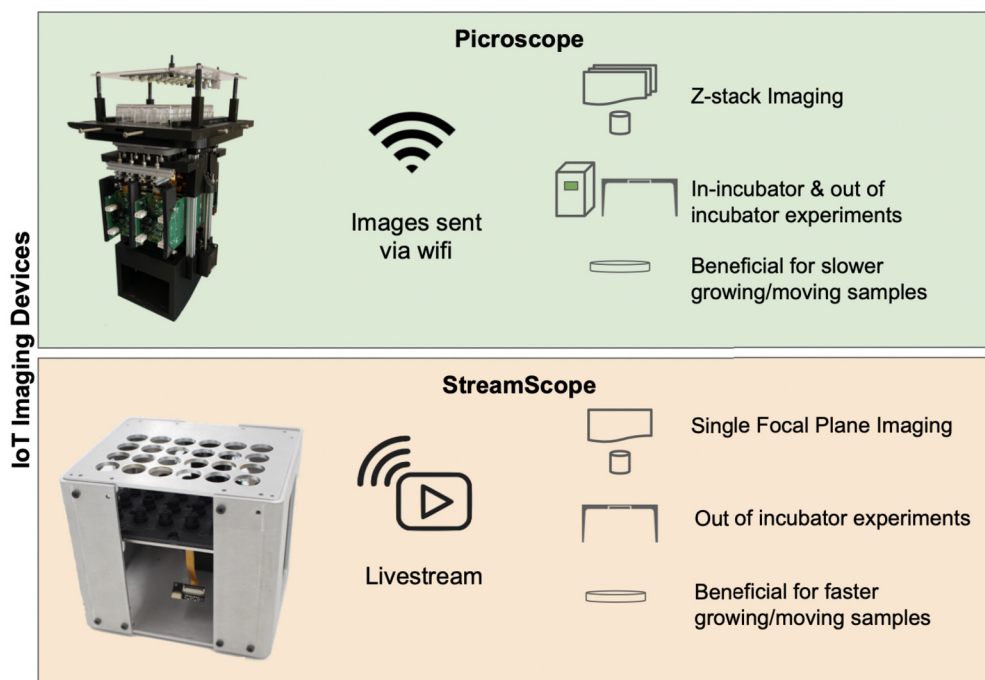 IoT Imaging Devices
Picroscope
Images sent
via wifi
Z-stack Imaging
In-incubator & out of
incubator experiments
Beneficial for slower
growing/moving samples
StreamScope
Livestream
Single Focal Plane Imaging
Out of incubator experiments
Beneficial for faster
growing/moving samples